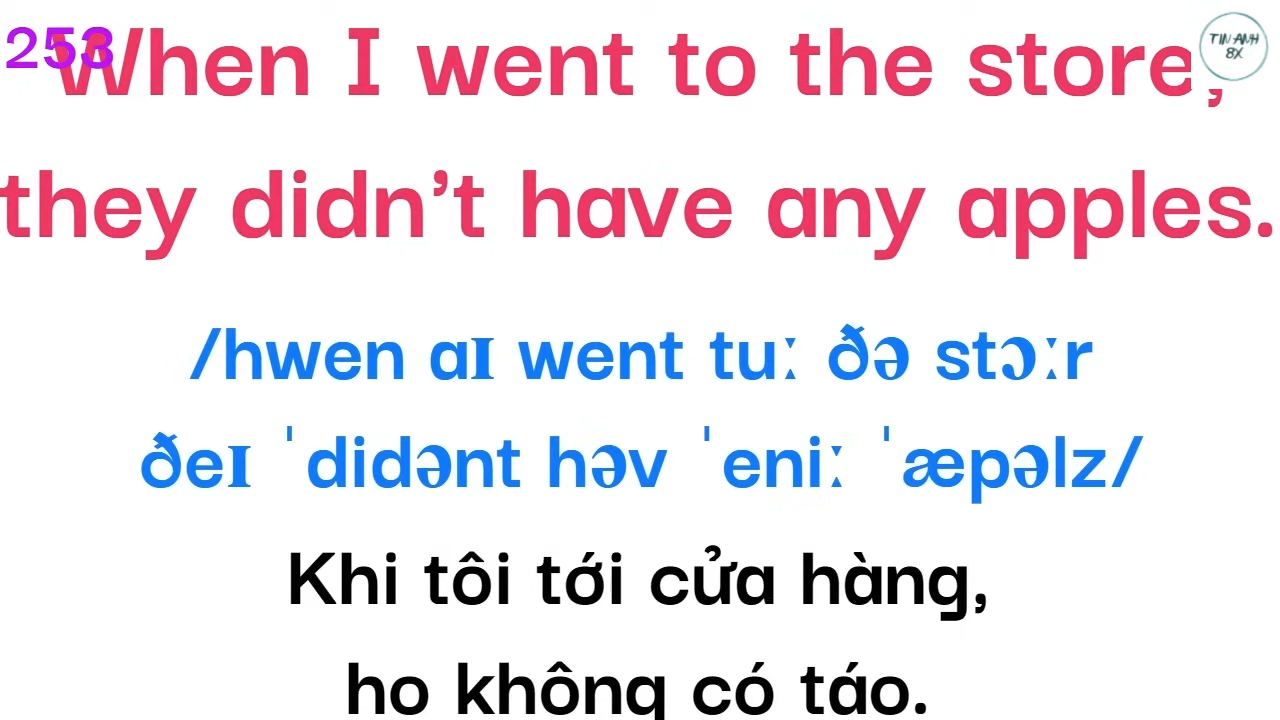 253
When I went to the store,
TIN ANH
8X
they didn’t have any apples.
/hwen aɪ went tuː ðə stɔːr
ðeɪ ˈdidənt həv ˈeniː ˈæpəlz/
Khi tôi tới cửa hàng,
họ không có táo.